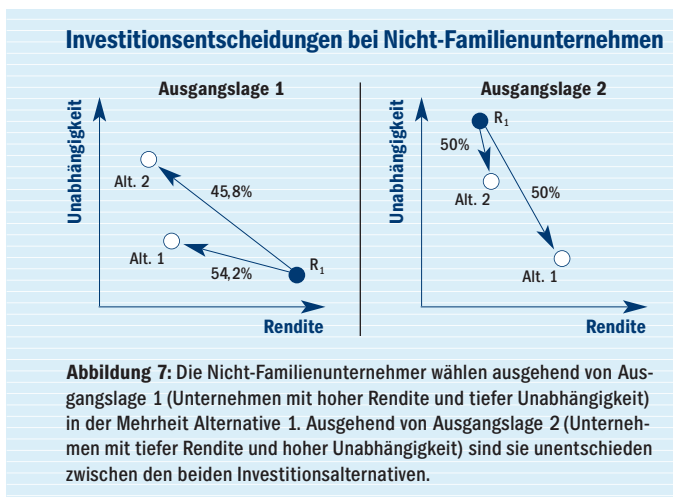 Investitionsentscheidungen bei Nicht-Familienunternehmen
Ausgangslage 1
Unabhängigkeit
Alt. 2
45,8%
Alt. 1
54,2%
R1
Rendite
Ausgangslage 2
Unabhängigkeit
R1
50%
50%
Alt. 2
Alt. 1
Rendite
Abbildung 7: Die Nicht-Familienunternehmer wählen ausgehend von Aus-
gangslage 1 (Unternehmen mit hoher Rendite und tiefer Unabhängigkeit)
in der Mehrheit Alternative 1. Ausgehend von Ausgangslage 2 (Unterneh-
men mit tiefer Rendite und hoher Unabhängigkeit) sind sie unentschieden
zwischen den beiden Investitionsalternativen.